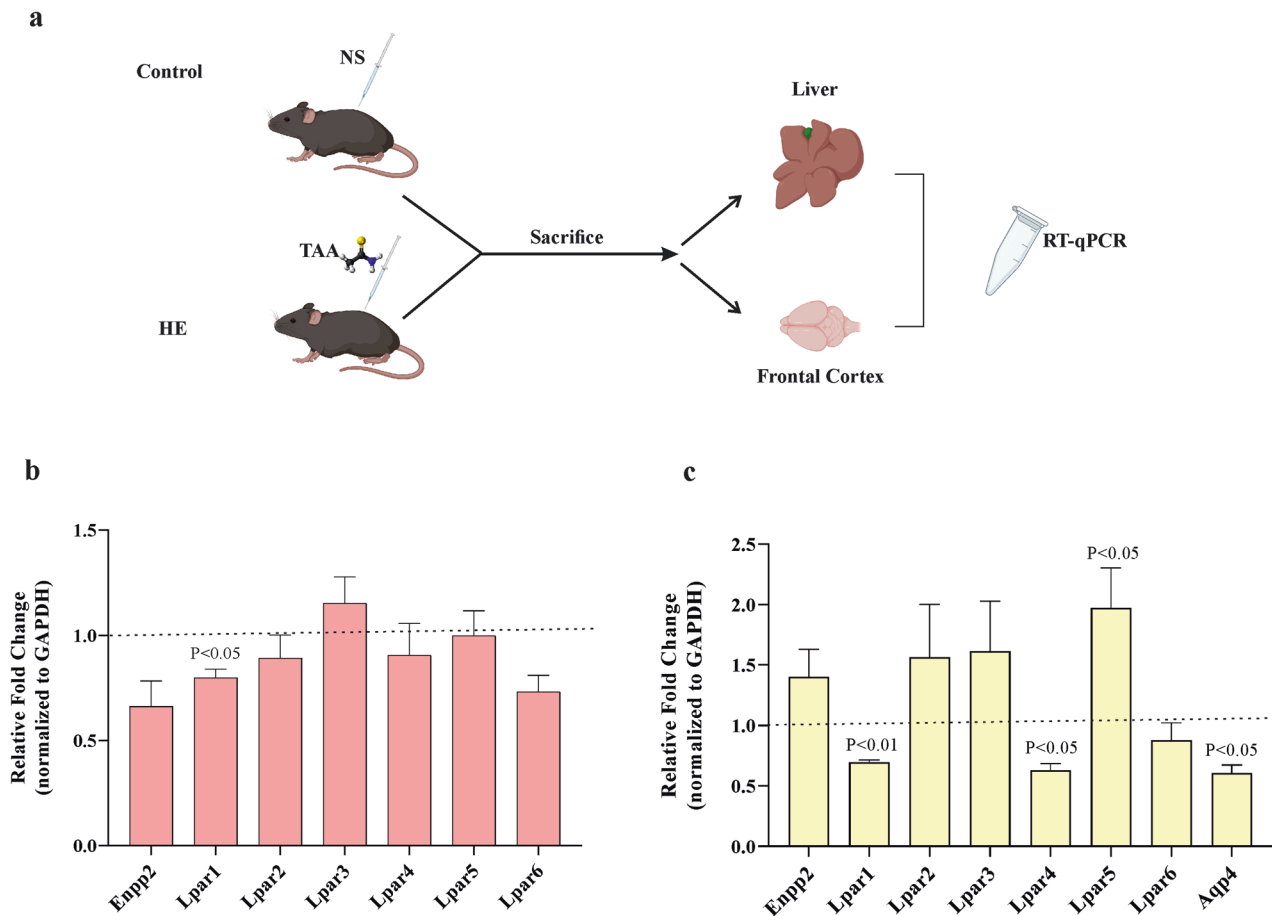 a
Control
NS
TAA
HE
Sacrifice
Liver
Frontal Cortex
RT-qPCR
b
Relative Fold Change
(normalized to GAPDH)
1.5
1.0
0.5
0.0
P<0.05
Enpp2
Lpar1
Lpar2
Lpar3
Lpar4
Lpar5
Lpar6
c
Relative Fold Change
(normalized to GAPDH)
2.5
2.0
1.5
1.0
0.5
0.0
P<0.01
P<0.05
P<0.05
P<0.05
Enpp2
Lpar1
Lpar2
Lpar3
Lpar4
Lpar5
Lpar6
Aqp4